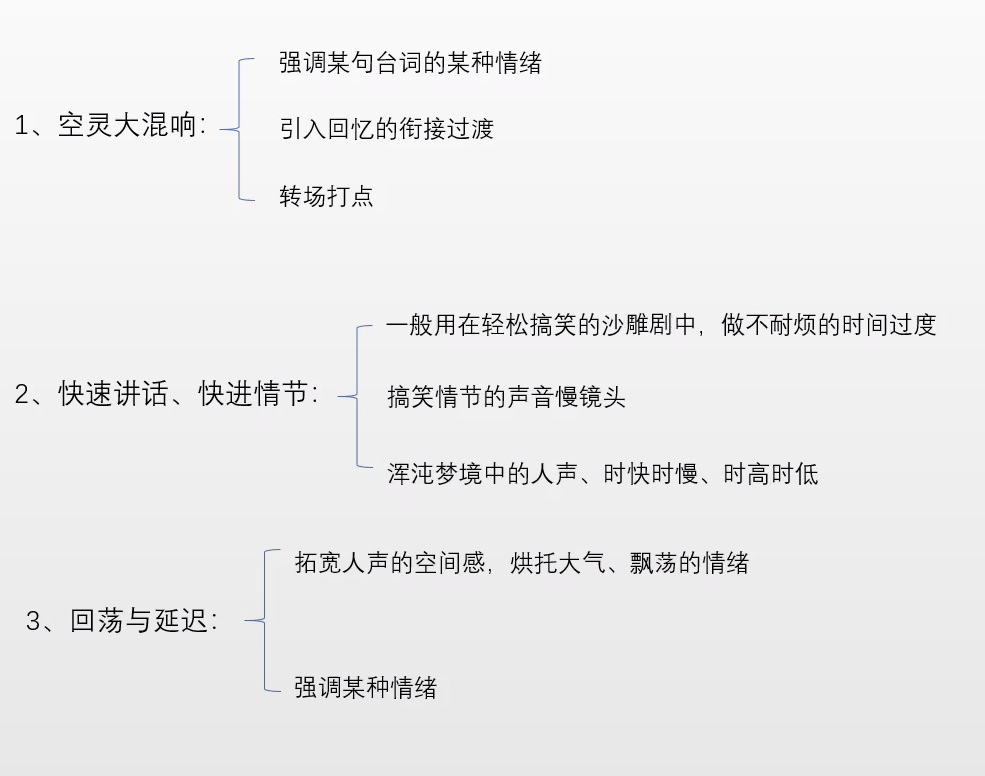 1、空灵大混响：
强调某句台词的某种情绪
引入回忆的衔接过渡
转场打点
2、快速讲话、快进情节：
一般用在轻松搞笑的沙雕剧中，做不耐烦的时间过度
搞笑情节的声音慢镜头
浑沌梦境中的人声、时快时慢、时高时低
3、回荡与延迟：
拓宽人声的空间感，烘托大气、飘荡的情绪
强调某种情绪